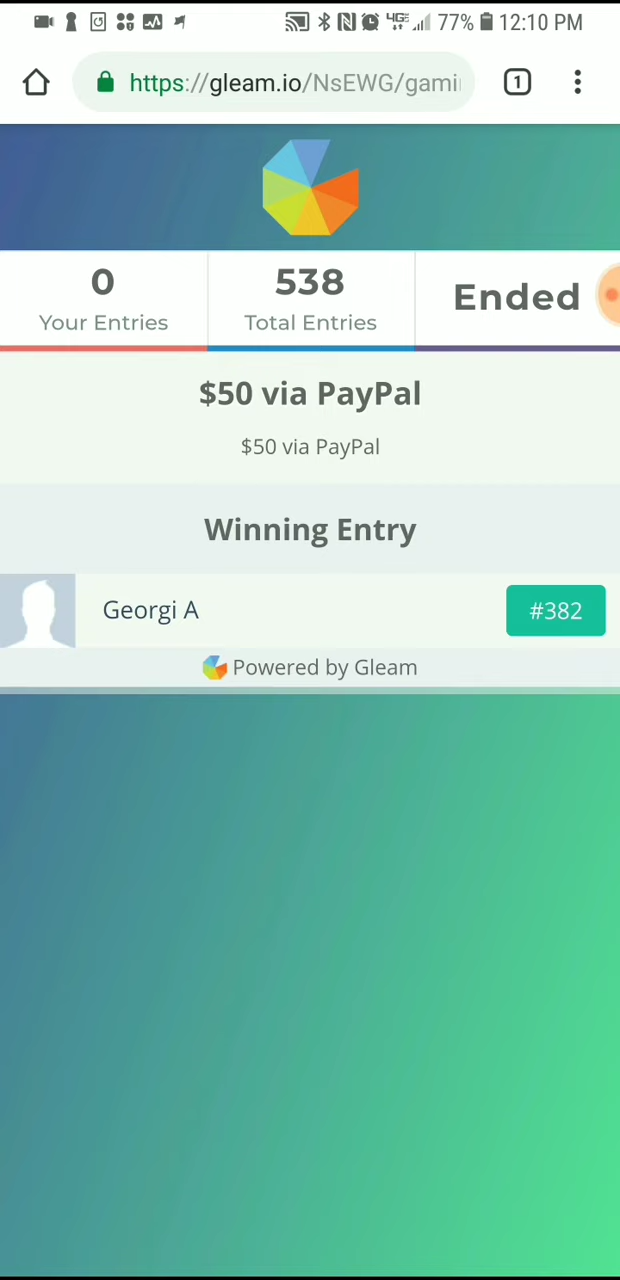 77% 12:10 PM
https://gleam.io/NsEWG/gami
1
0
Your Entries
538
Total Entries
Ended
$50 via PayPal
$50 via PayPal
Winning Entry
Georgi A
#382
Powered by Gleam